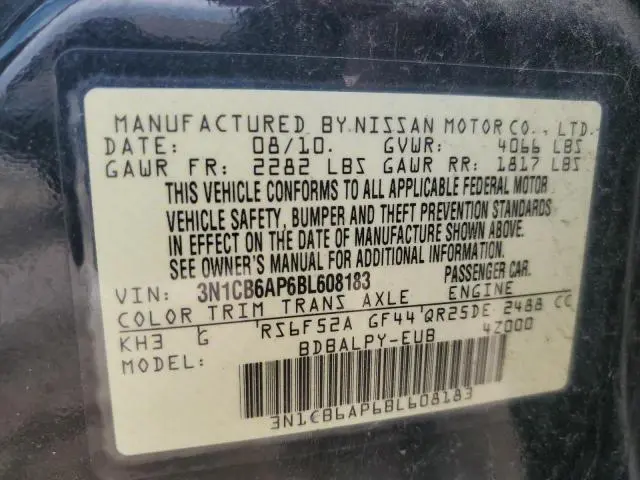 MANUFACTURED BY NISSAN MOTOR CO., LTD.
DATE: 08/10. GVWR: 4066 LBS
GAWR FR: 2282 LBS GAWR RR: 1817 LBS
THIS VEHICLE CONFORMS TO ALL APPLICABLE FEDERAL MOTOR
VEHICLE SAFETY, BUMPER AND THEFT PREVENTION STANDARDS
IN EFFECT ON THE DATE OF MANUFACTURE SHOWN ABOVE.
SEE OWNER'S MANUAL FOR ADDITIONAL INFORMATION.
VIN: 3N1CB6AP6BL608183 PASSENGER CAR.
COLOR TRIM TRANS AXLE ENGINE
KH3 G RS6F52A GF44 QR25DE 2488 CC
MODEL: BDBALPY-EUB 4Z000
3N1CB6AP6BL608183